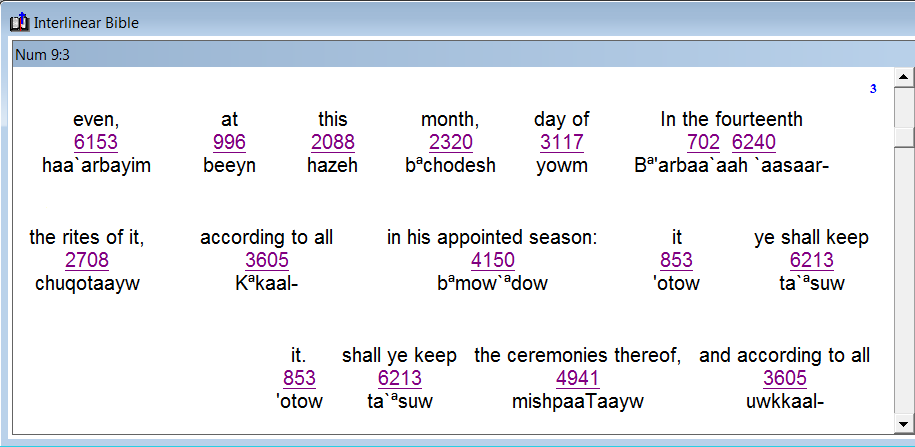 Interlinear Bible
Num 9:3
3
even, at this month, day of In the fourteenth
6153 996 2088 2320 3117 702 6240
haa`arbayim beeyn hazeh bªchodesh yowm Bª'arbaa`aah `aasaar-
the rites of it, according to all in his appointed season: it ye shall keep
2708 3605 4150 853 6213
chuqotaayw Kªkaal- bªmow`ªdow 'otow ta`ªsuw
it. shall ye keep the ceremonies thereof, and according to all
853 6213 4941 3605
'otow ta`ªsuw mishpaaTaayw uwkkaal-